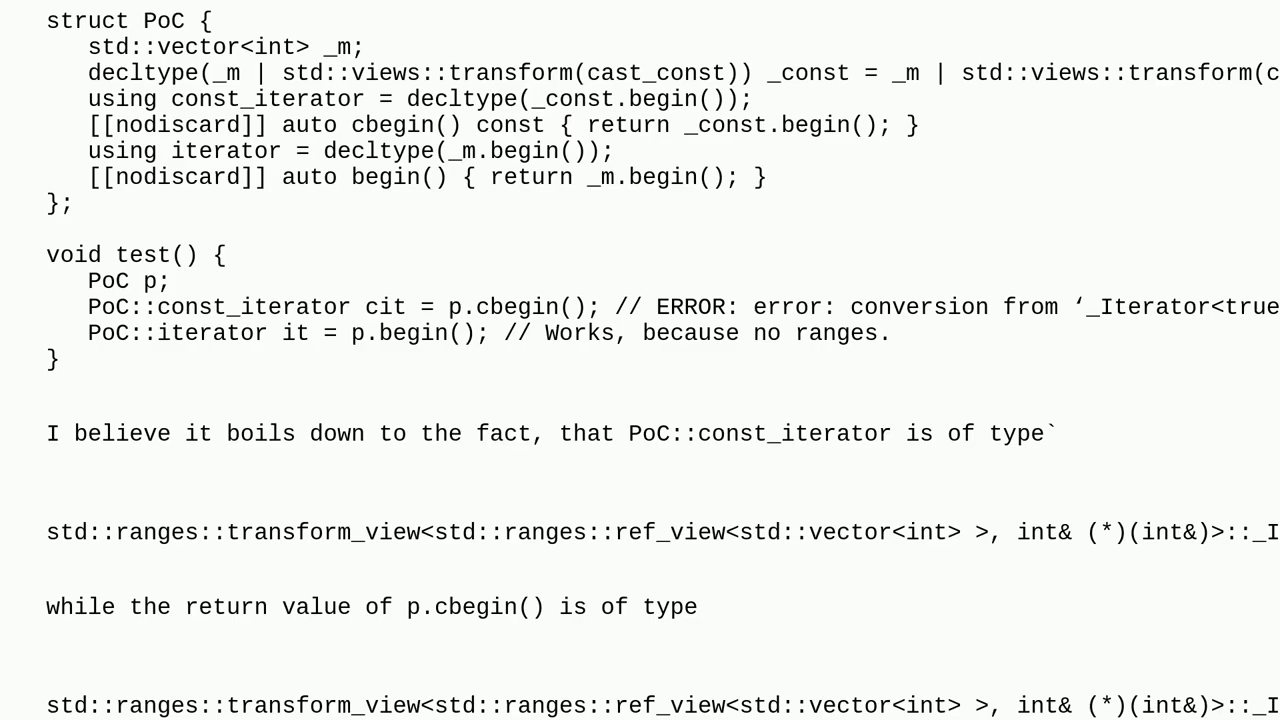 struct PoC {
std::vector<int> _m;
decltype(_m | std::views::transform(cast_const)) _const = _m | std::views::transform(c
using const_iterator = decltype(_const.begin());
[[nodiscard]] auto cbegin() const { return _const.begin(); }
using iterator = decltype(_m.begin());
[[nodiscard]] auto begin() { return _m.begin(); }
};
void test() {
PoC p;
PoC::const_iterator cit = p.cbegin(); // ERROR: error: conversion from ‘_Iterator<true
PoC::iterator it = p.begin(); // Works, because no ranges.
}
I believe it boils down to the fact, that PoC::const_iterator is of type`
std::ranges::transform_view<std::ranges::ref_view<std::vector<int> >, int& (*)(int&)>::_I
while the return value of p.cbegin() is of type
std::ranges::transform_view<std::ranges::ref_view<std::vector<int> >, int& (*)(int&)>::_I